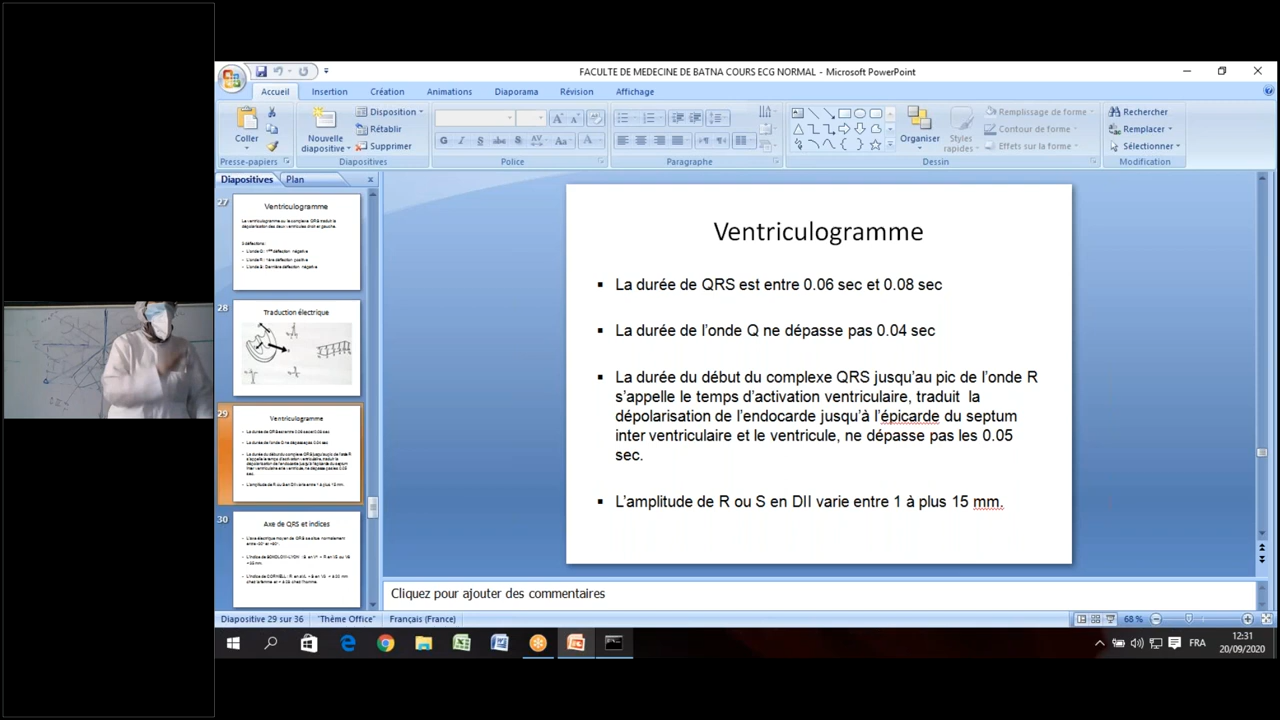 FACULTE DE MEDECINE DE BATNA COURS ECG NORMAL - Microsoft PowerPoint
Accueil Insertion Création Animations Diaporama Révision Affichage
Coller
Presse-papiers
Nouvelle diapositive
Disposition
Rétablir
Supprimer
Diapositives
G I S abc S AV Aa A
Police
Paragraphe
Organiser
Styles rapides
Remplissage de forme
Contour de forme
Effets sur la forme
Dessin
Rechercher
Remplacer
Sélectionner
Modification
Diapositives Plan
27
Ventriculogramme
28
Traduction électrique
29
Ventriculogramme
30
Axe de QRS et indices
Ventriculogramme
▪ La durée de QRS est entre 0.06 sec et 0.08 sec
▪ La durée de l’onde Q ne dépasse pas 0.04 sec
▪ La durée du début du complexe QRS jusqu’au pic de l’onde R
s’appelle le temps d’activation ventriculaire, traduit la
dépolarisation de l’endocarde jusqu’à l’épicarde du septum
inter ventriculaire et le ventricule, ne dépasse pas les 0.05
sec.
▪ L’amplitude de R ou S en DII varie entre 1 à plus 15 mm.
Cliquez pour ajouter des commentaires
Diapositive 29 sur 36 "Thème Office" Français (France) 68 %
FRA
12:31
20/09/2020